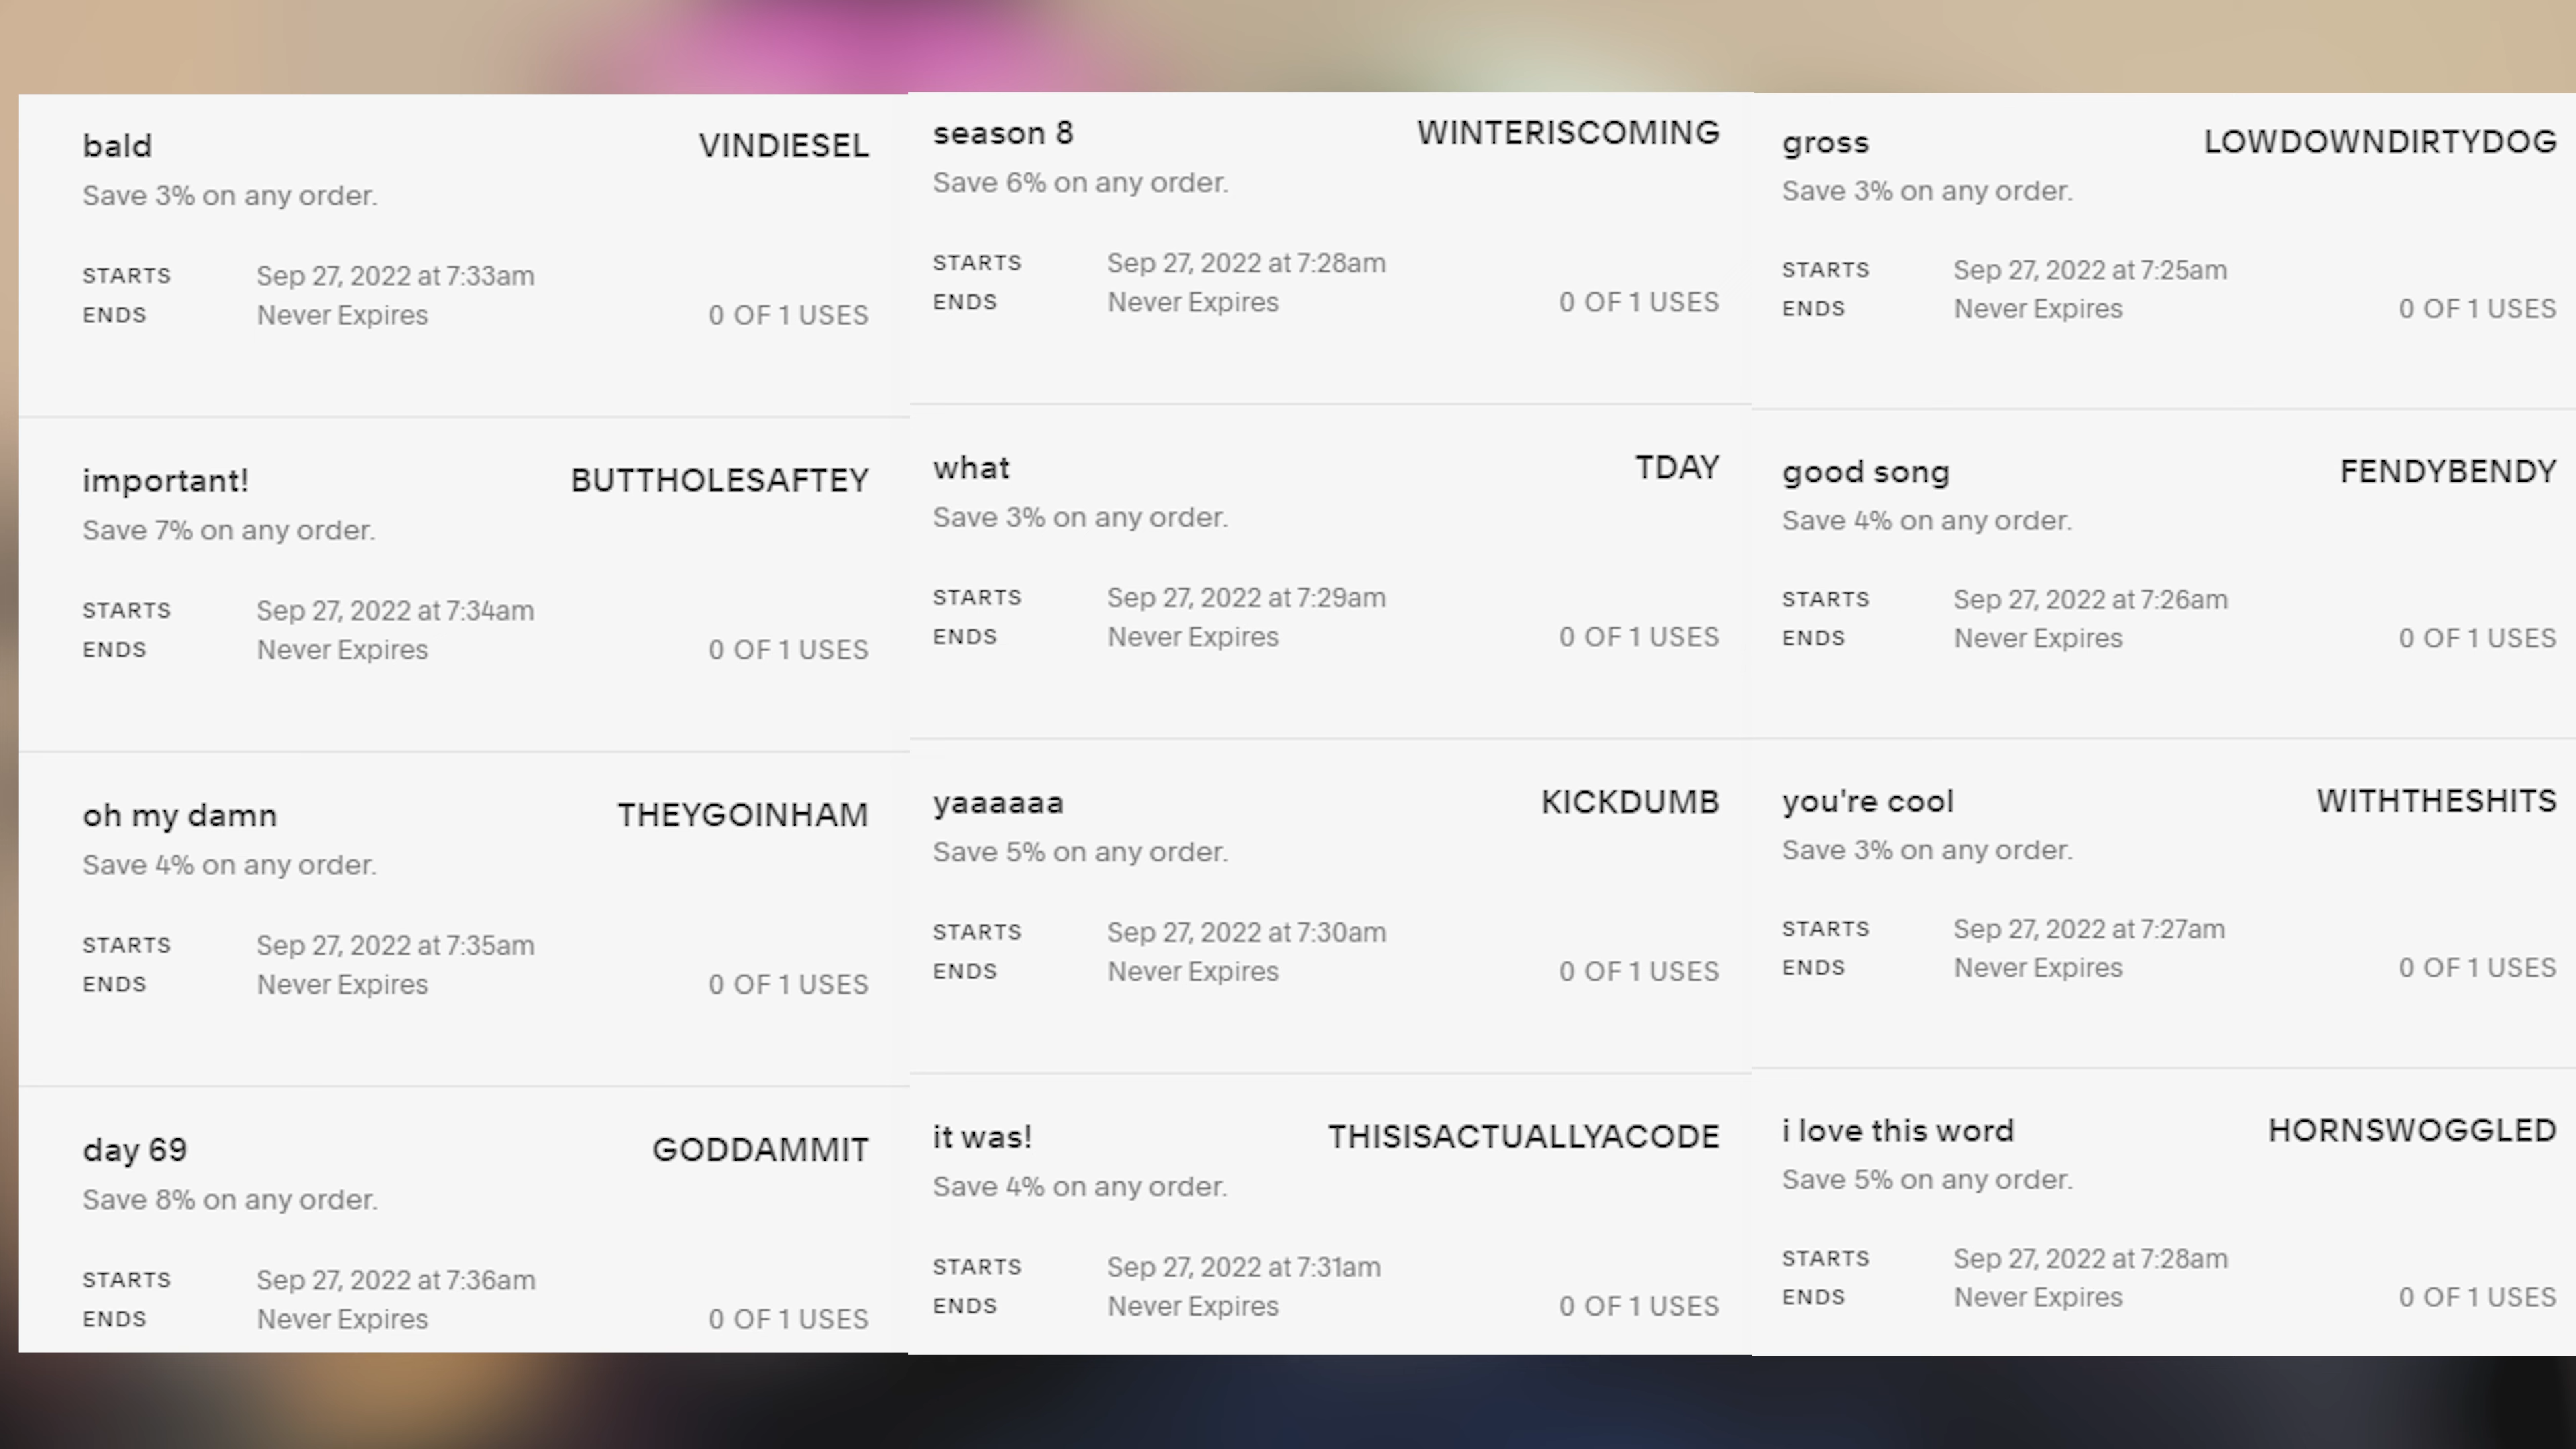 bald VINDIESEL
Save 3% on any order.
STARTS Sep 27, 2022 at 7:33am
ENDS Never Expires 0 OF 1 USES
important! BUTTHOLESAFTEY
Save 7% on any order.
STARTS Sep 27, 2022 at 7:34am
ENDS Never Expires 0 OF 1 USES
oh my damn THEYGOINHAM
Save 4% on any order.
STARTS Sep 27, 2022 at 7:35am
ENDS Never Expires 0 OF 1 USES
day 69 GODDAMMIT
Save 8% on any order.
STARTS Sep 27, 2022 at 7:36am
ENDS Never Expires 0 OF 1 USES
season 8 WINTERISCOMING
Save 6% on any order.
STARTS Sep 27, 2022 at 7:28am
ENDS Never Expires 0 OF 1 USES
what TDAY
Save 3% on any order.
STARTS Sep 27, 2022 at 7:29am
ENDS Never Expires 0 OF 1 USES
yaaaaaa KICKDUMB
Save 5% on any order.
STARTS Sep 27, 2022 at 7:30am
ENDS Never Expires 0 OF 1 USES
it was! THISISACTUALLYACODE
Save 4% on any order.
STARTS Sep 27, 2022 at 7:31am
ENDS Never Expires 0 OF 1 USES
gross LOWDOWNDIRTYDOG
Save 3% on any order.
STARTS Sep 27, 2022 at 7:25am
ENDS Never Expires 0 OF 1 USES
good song FENDYBENDY
Save 4% on any order.
STARTS Sep 27, 2022 at 7:26am
ENDS Never Expires 0 OF 1 USES
you're cool WITHTHESHITS
Save 3% on any order.
STARTS Sep 27, 2022 at 7:27am
ENDS Never Expires 0 OF 1 USES
i love this word HORNSWOGGLED
Save 5% on any order.
STARTS Sep 27, 2022 at 7:28am
ENDS Never Expires 0 OF 1 USES